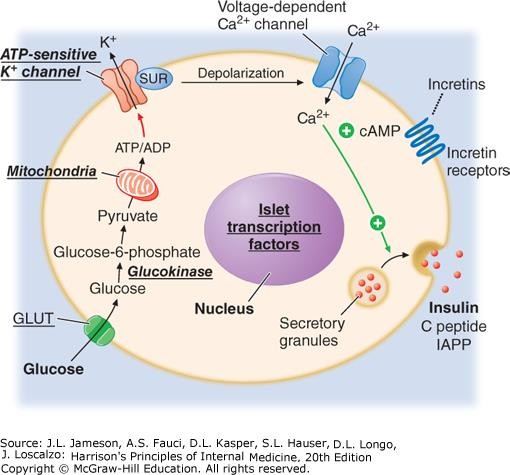 Voltage-dependent
Ca2+ channel
Ca2+
K+
ATP-sensitive
K+ channel
SUR
Depolarization
Ca2+
cAMP
Incretins
Incretin
receptors
ATP/ADP
Mitochondria
Pyruvate
Glucose-6-phosphate
Glucokinase
Glucose
GLUT
Glucose
Islet
transcription
factors
Nucleus
Secretory
granules
Insulin
C peptide
IAPP
Source: J.L. Jameson, A.S. Fauci, D.L. Kasper, S.L. Hauser, D.L. Longo,
J. Loscalzo: Harrison's Principles of Internal Medicine, 20th Edition
Copyright © McGraw-Hill Education. All rights reserved.